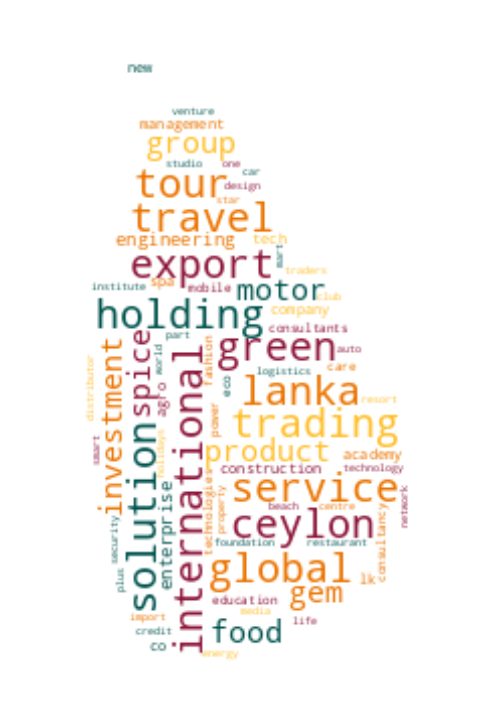 new
venture
management
group
studio
one
car
tour
design
star
travel
engineering
tech
mart
export
traders
institute
spa
mobile
motor
club
holding
company
consultants
part
green
auto
spice
world
fashion
investment
distributor
logistics
care
eco
agro
lanka
resort
international
power
trading
solution
holidays
smart
product
academy
construction
technology
technologies
service
enterprise
property
beach
centre
network
ceylon
consultancy
security
foundation
restaurant
global
plus
lk
gem
education
media
import
life
credit
food
co
energy